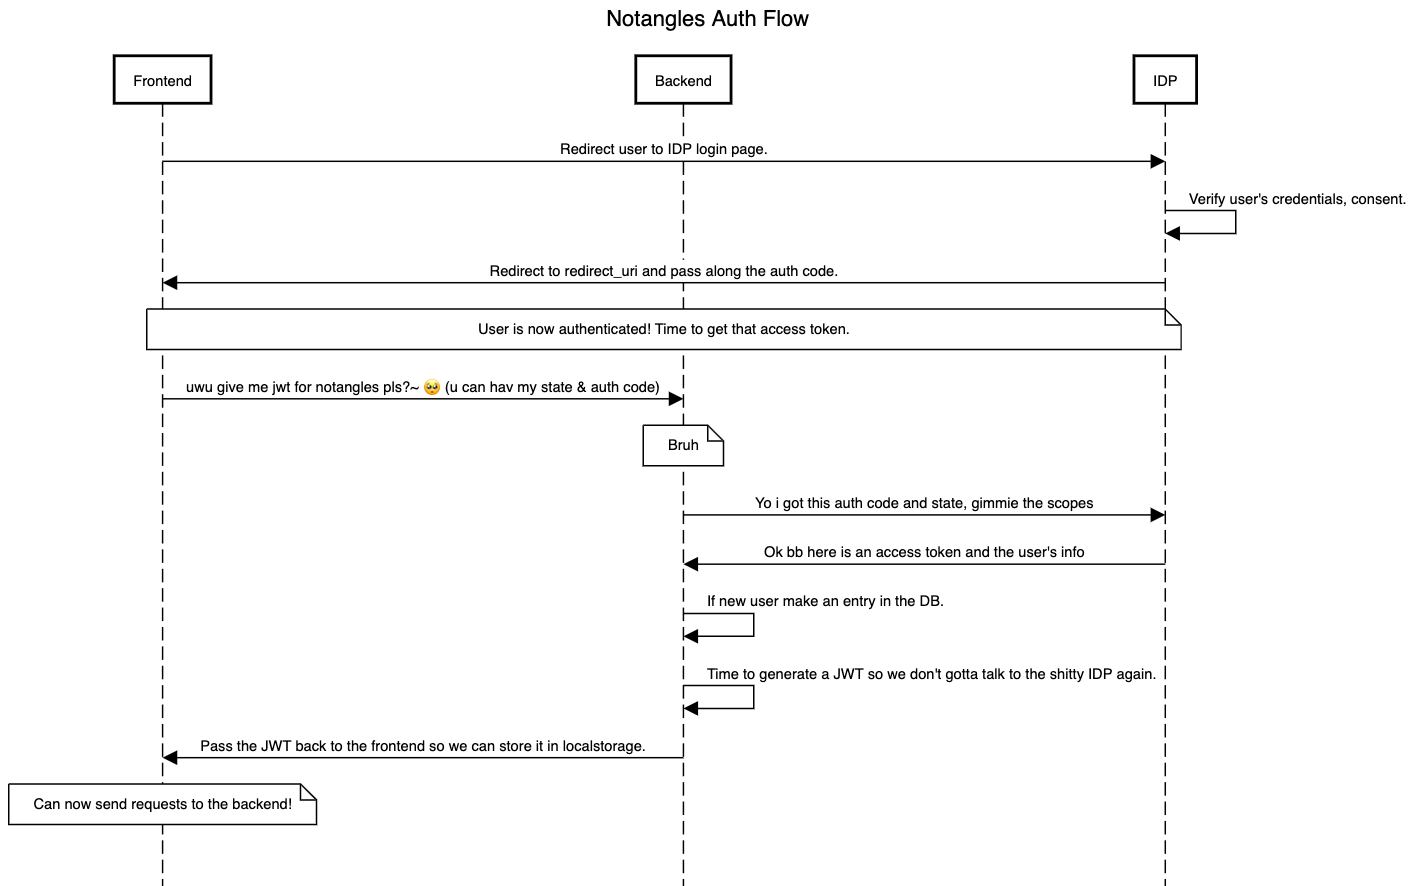 Notangles Auth Flow
Frontend
Backend
IDP
Redirect user to IDP login page.
Verify user's credentials, consent.
Redirect to redirect_uri and pass along the auth code.
User is now authenticated! Time to get that access token.
uwu give me jwt for notangles pls?~ 🥺 (u can hav my state & auth code)
Bruh
Yo i got this auth code and state, gimmie the scopes
Ok bb here is an access token and the user's info
If new user make an entry in the DB.
Time to generate a JWT so we don't gotta talk to the shitty IDP again.
Pass the JWT back to the frontend so we can store it in localstorage.
Can now send requests to the backend!